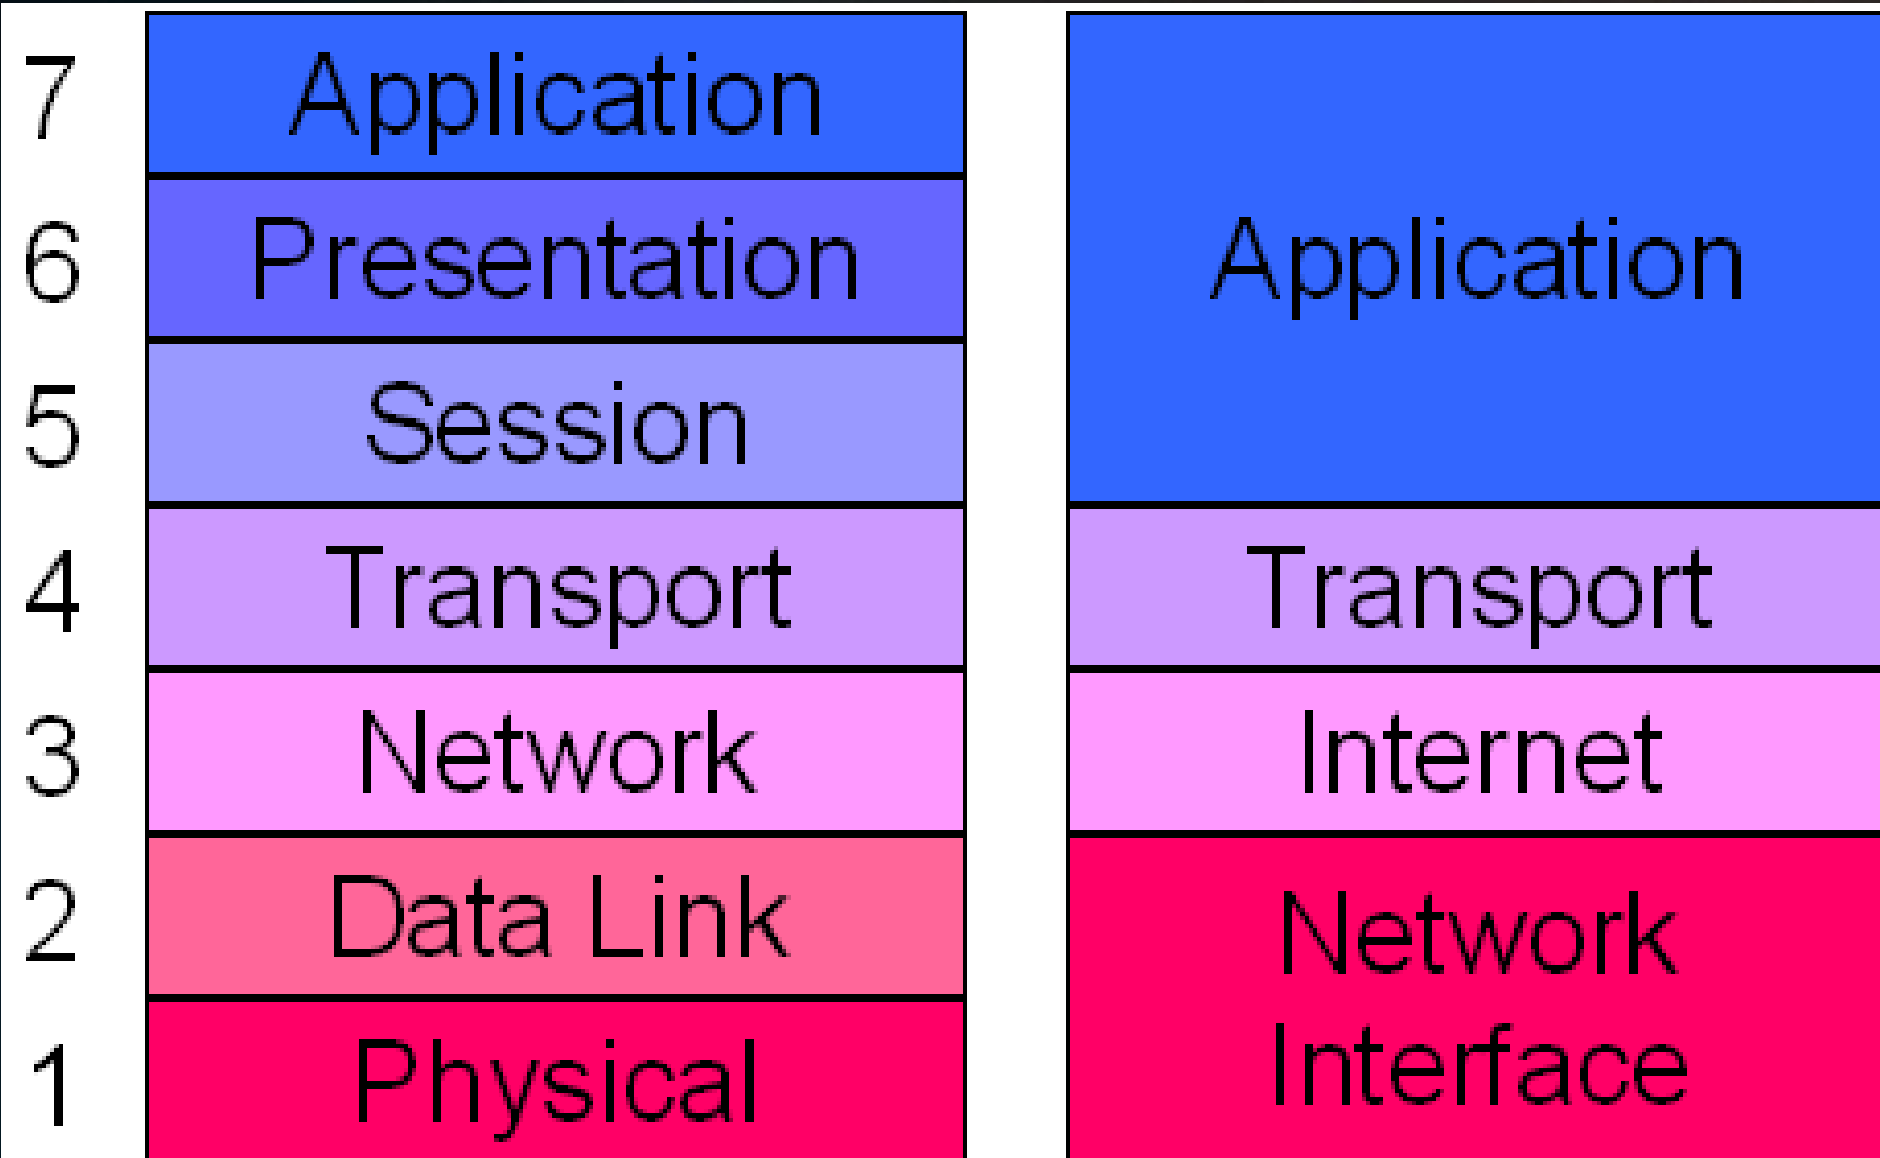 7 Application
6 Presentation Application
5 Session
4 Transport Transport
3 Network Internet
2 Data Link Network
1 Physical Interface